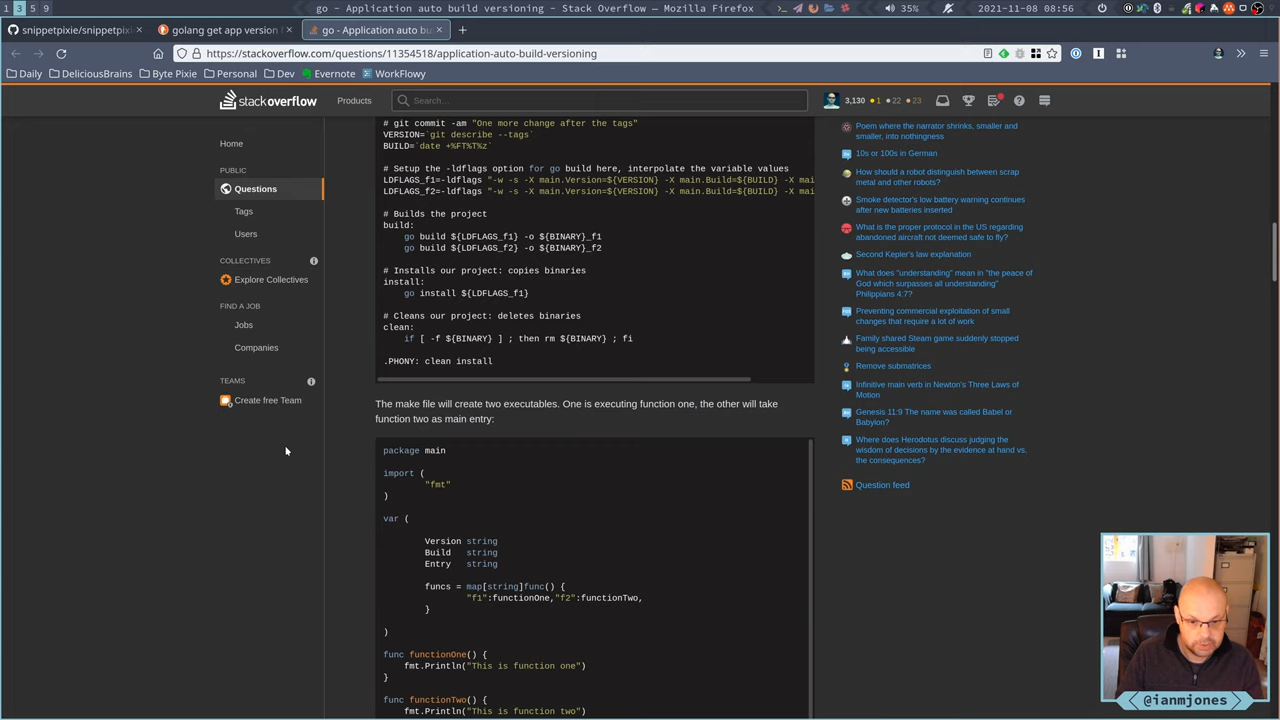 1 3 5 9
go - Application auto build versioning - Stack Overflow — Mozilla Firefox
35%
2021-11-08 08:56
snippetpixie/snippetpixi
golang get app version
go - Application auto bu
https://stackoverflow.com/questions/11354518/application-auto-build-versioning
Daily
DeliciousBrains
Byte Pixie
Personal
Dev
Evernote
WorkFlowy
stackoverflow
Products
Search...
3,130
1
22
23
Home
PUBLIC
Questions
Tags
Users
COLLECTIVES
Explore Collectives
FIND A JOB
Jobs
Companies
TEAMS
Create free Team
# git commit -am "One more change after the tags"
VERSION=`git describe --tags`
BUILD=`date +%FT%T%z`
# Setup the -ldflags option for go build here, interpolate the variable values
LDFLAGS_f1=-ldflags "-w -s -X main.Version=${VERSION} -X main.Build=${BUILD} -X mai
LDFLAGS_f2=-ldflags "-w -s -X main.Version=${VERSION} -X main.Build=${BUILD} -X mai
# Builds the project
build:
go build ${LDFLAGS_f1} -o ${BINARY}_f1
go build ${LDFLAGS_f2} -o ${BINARY}_f2
# Installs our project: copies binaries
install:
go install ${LDFLAGS_f1}
# Cleans our project: deletes binaries
clean:
if [ -f ${BINARY} ] ; then rm ${BINARY} ; fi
.PHONY: clean install
The make file will create two executables. One is executing function one, the other will take
function two as main entry:
package main
import (
"fmt"
)
var (
Version string
Build string
Entry string
funcs = map[string]func() {
"f1":functionOne,"f2":functionTwo,
}
)
func functionOne() {
fmt.Println("This is function one")
}
func functionTwo() {
fmt.Println("This is function two")
Poem where the narrator shrinks, smaller and
smaller, into nothingness
10s or 100s in German
How should a robot distinguish between scrap
metal and other robots?
Smoke detector's low battery warning continues
after new batteries inserted
What is the proper protocol in the US regarding
abandoned aircraft not deemed safe to fly?
Second Kepler's law explanation
What does "understanding" mean in "the peace of
God which surpasses all understanding"
Philippians 4:7?
Preventing commercial exploitation of small
changes that require a lot of work
Family shared Steam game suddenly stopped
being accessible
Remove submatrices
Infinitive main verb in Newton's Three Laws of
Motion
Genesis 11:9 The name was called Babel or
Babylon?
Where does Herodotus discuss judging the
wisdom of decisions by the evidence at hand vs.
the consequences?
Question feed
@ianmjones